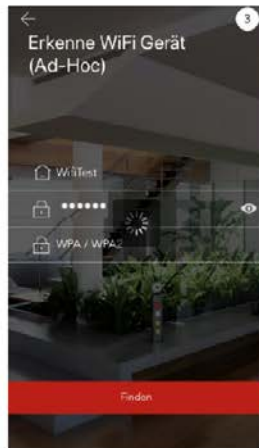 3
Erkenne WiFi Gerät
(Ad-Hoc)
WifiTest
••••••
WPA / WPA2
Finden